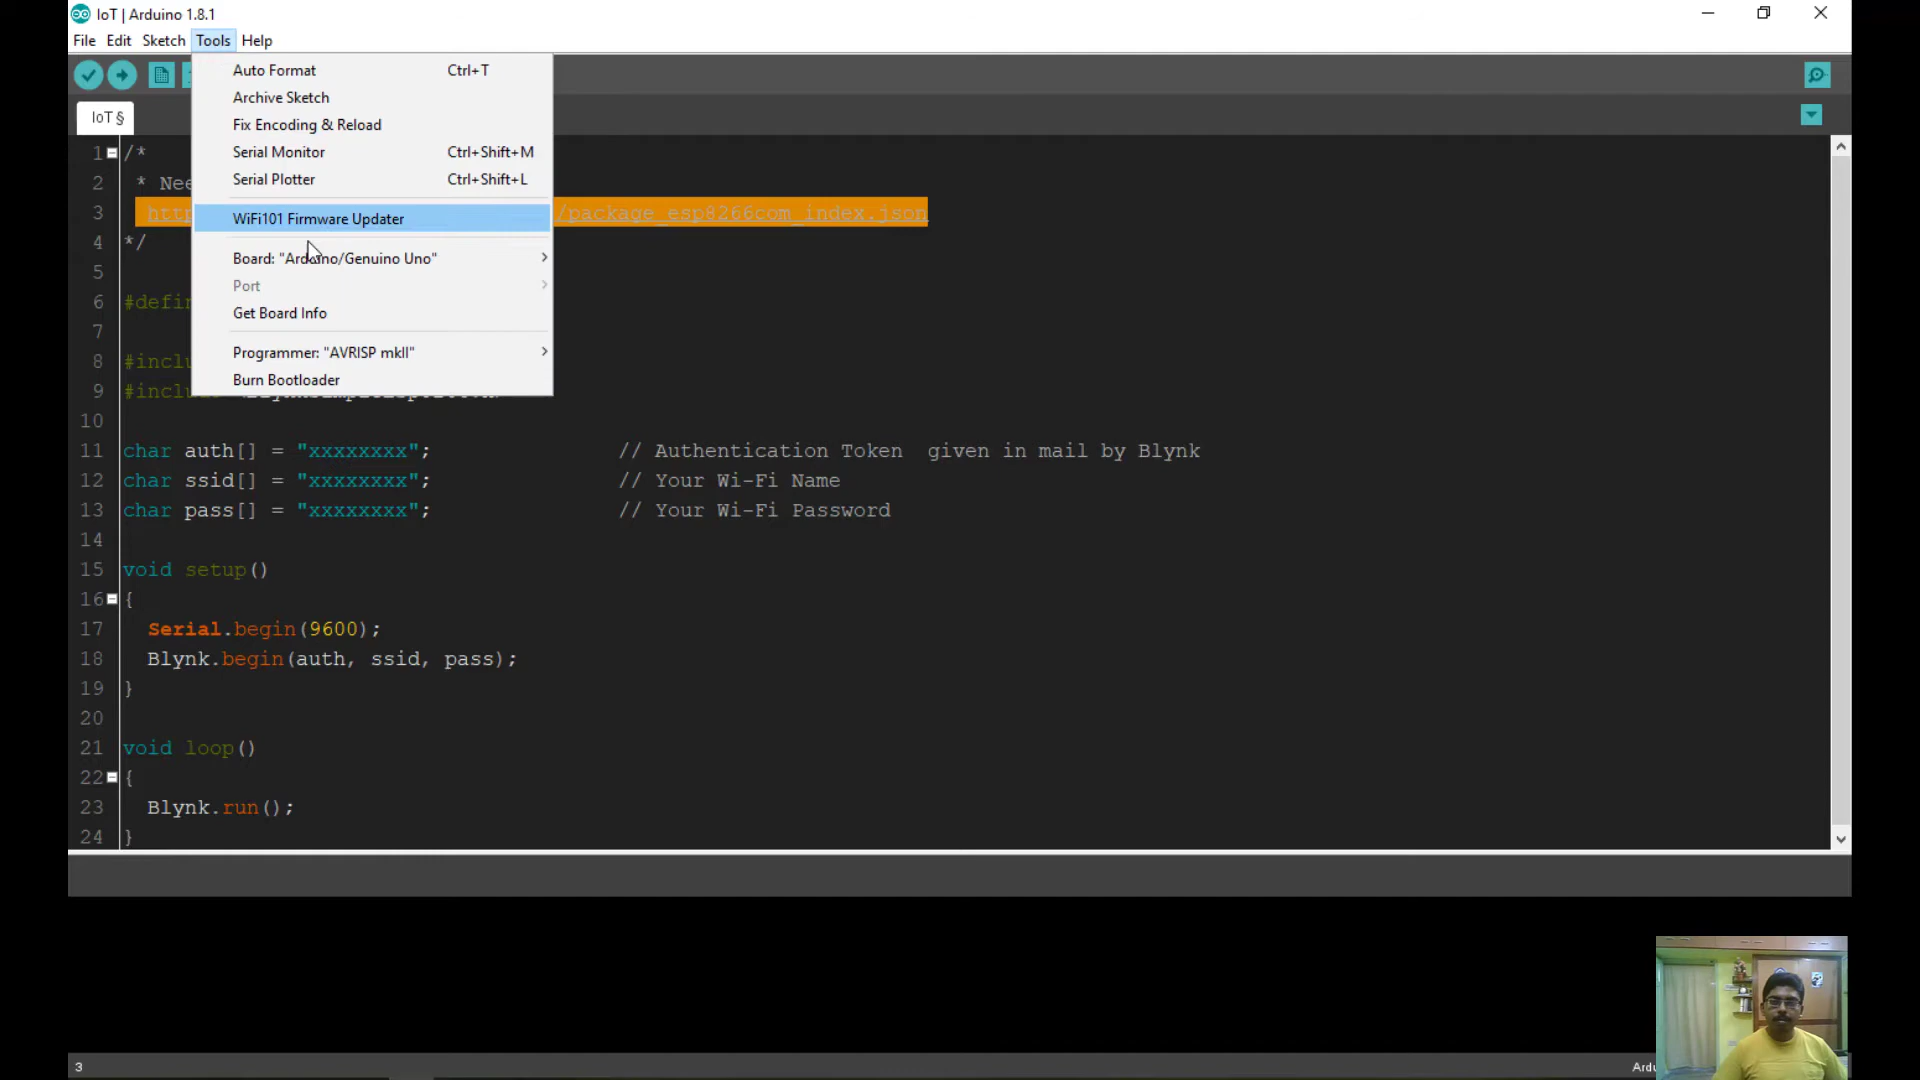 IoT | Arduino 1.8.1
File Edit Sketch Tools Help
Auto Format Ctrl+T
Archive Sketch
Fix Encoding & Reload
Serial Monitor Ctrl+Shift+M
Serial Plotter Ctrl+Shift+L
WiFi101 Firmware Updater
Board: "Arduino/Genuino Uno"
Port
Get Board Info
Programmer: "AVRISP mkII"
Burn Bootloader
IoT §
1 /*
2 * Nee
3 http /package_esp8266com_index.json
4 */
5
6 #defin
7
8 #inclu
9 #inclu
10
11 char auth[] = "xxxxxxxx"; // Authentication Token given in mail by Blynk
12 char ssid[] = "xxxxxxxx"; // Your Wi-Fi Name
13 char pass[] = "xxxxxxxx"; // Your Wi-Fi Password
14
15 void setup()
16 {
17 Serial.begin(9600);
18 Blynk.begin(auth, ssid, pass);
19 }
20
21 void loop()
22 {
23 Blynk.run();
24 }
3 Ardu